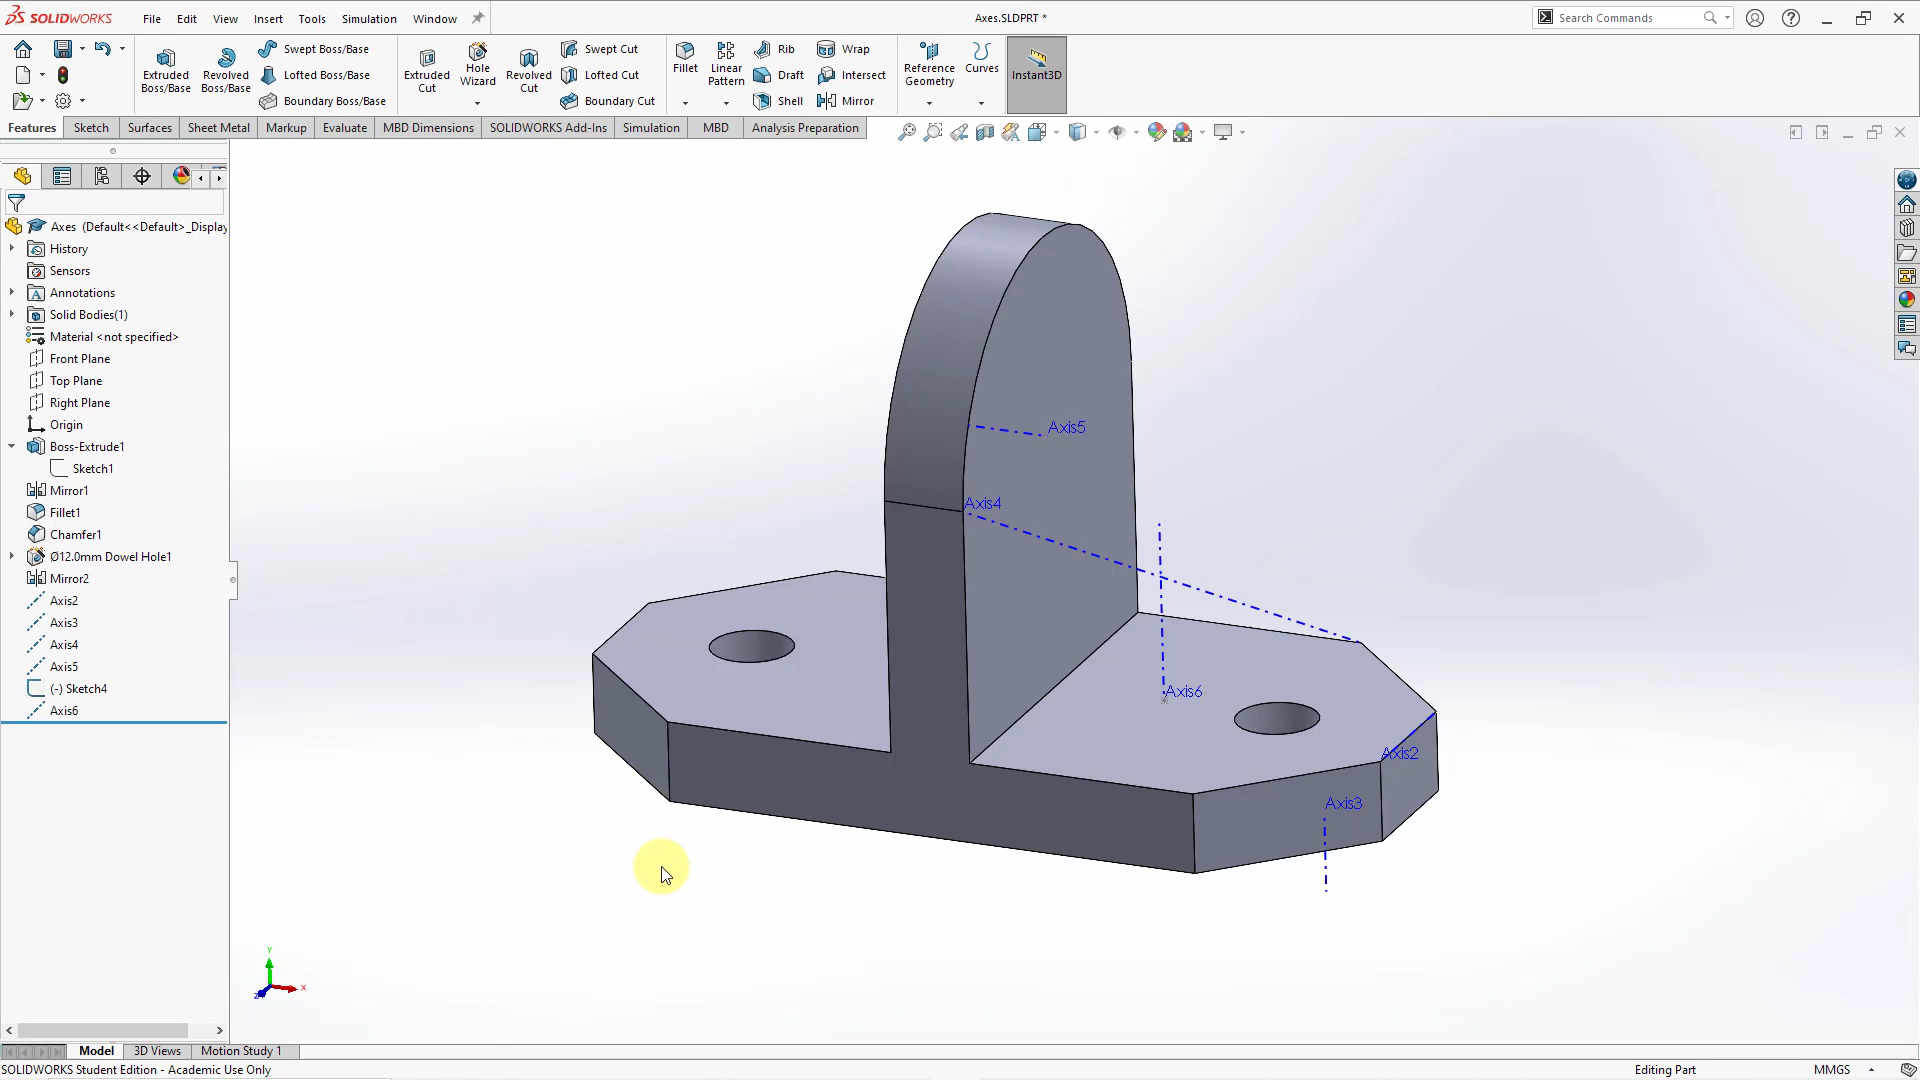 SOLIDWORKS File Edit View Insert Tools Simulation Window Axes.SLDPRT * Search Commands
Extruded Boss/Base
Revolved Boss/Base
Swept Boss/Base
Lofted Boss/Base
Boundary Boss/Base
Extruded Cut
Hole Wizard
Revolved Cut
Swept Cut
Lofted Cut
Boundary Cut
Fillet
Linear Pattern
Rib
Draft
Shell
Wrap
Intersect
Mirror
Reference Geometry
Curves
Instant3D
Features Sketch Surfaces Sheet Metal Markup Evaluate MBD Dimensions SOLIDWORKS Add-Ins Simulation MBD Analysis Preparation
Axes (Default<<Default>_Display
History
Sensors
Annotations
Solid Bodies(1)
Material <not specified>
Front Plane
Top Plane
Right Plane
Origin
Boss-Extrude1
Sketch1
Mirror1
Fillet1
Chamfer1
Ø12.0mm Dowel Hole1
Mirror2
Axis2
Axis3
Axis4
Axis5
(-) Sketch4
Axis6
Axis5
Axis4
Axis6
Axis2
Axis3
Y
X
Z
Model 3D Views Motion Study 1
SOLIDWORKS Student Edition - Academic Use Only Editing Part MMGS